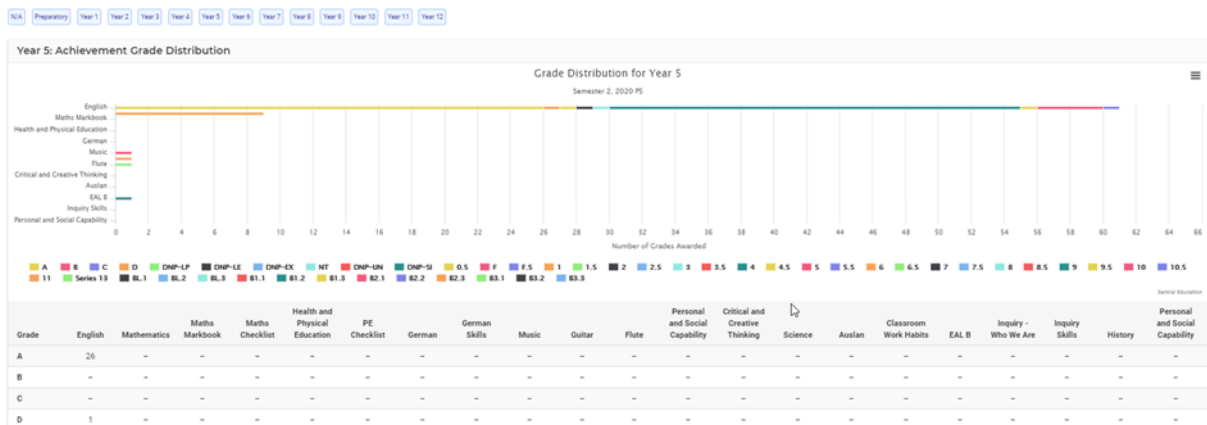 N/A Preparatory Year 1 Year 2 Year 3 Year 4 Year 5 Year 6 Year 7 Year 8 Year 9 Year 10 Year 11 Year 12
Year 5: Achievement Grade Distribution
Grade Distribution for Year 5
Semester 2, 2020 PS
English
Maths Markbook
Health and Physical Education
German
Music
Flute
Critical and Creative Thinking
Auslan
EAL B
Inquiry Skills
Personal and Social Capability
0 2 4 6 8 10 12 14 16 18 20 22 24 26 28 30 32 34 36 38 40 42 44 46 48 50 52 54 56 58 60 62 64 66
Number of Grades Awarded
A B C D DNP-LP DNP-LE DNP-EX NT DNP-UN DNP-SI 0.5 F F.5 1 1.5 2 2.5 3 3.5 4 4.5 5 5.5 6 6.5 7 7.5 8 8.5 9 9.5 10 10.5
11 Series 13 BL.1 BL.2 BL.3 B1.1 B1.2 B1.3 B2.1 B2.2 B2.3 B3.1 B3.2 B3.3
Sentral Education
Grade English Mathematics Maths Markbook Maths Checklist Health and Physical Education PE Checklist German German Skills Music Guitar Flute Personal and Social Capability Critical and Creative Thinking Science Auslan Classroom Work Habits EAL B Inquiry - Who We Are Inquiry Skills History Personal and Social Capability
A 26 – – – – – – – – – – – – – – – – – – – –
B – – – – – – – – – – – – – – – – – – – – –
C – – – – – – – – – – – – – – – – – – – – –
D 1 – – – – – – – – – – – – – – – – – – – –